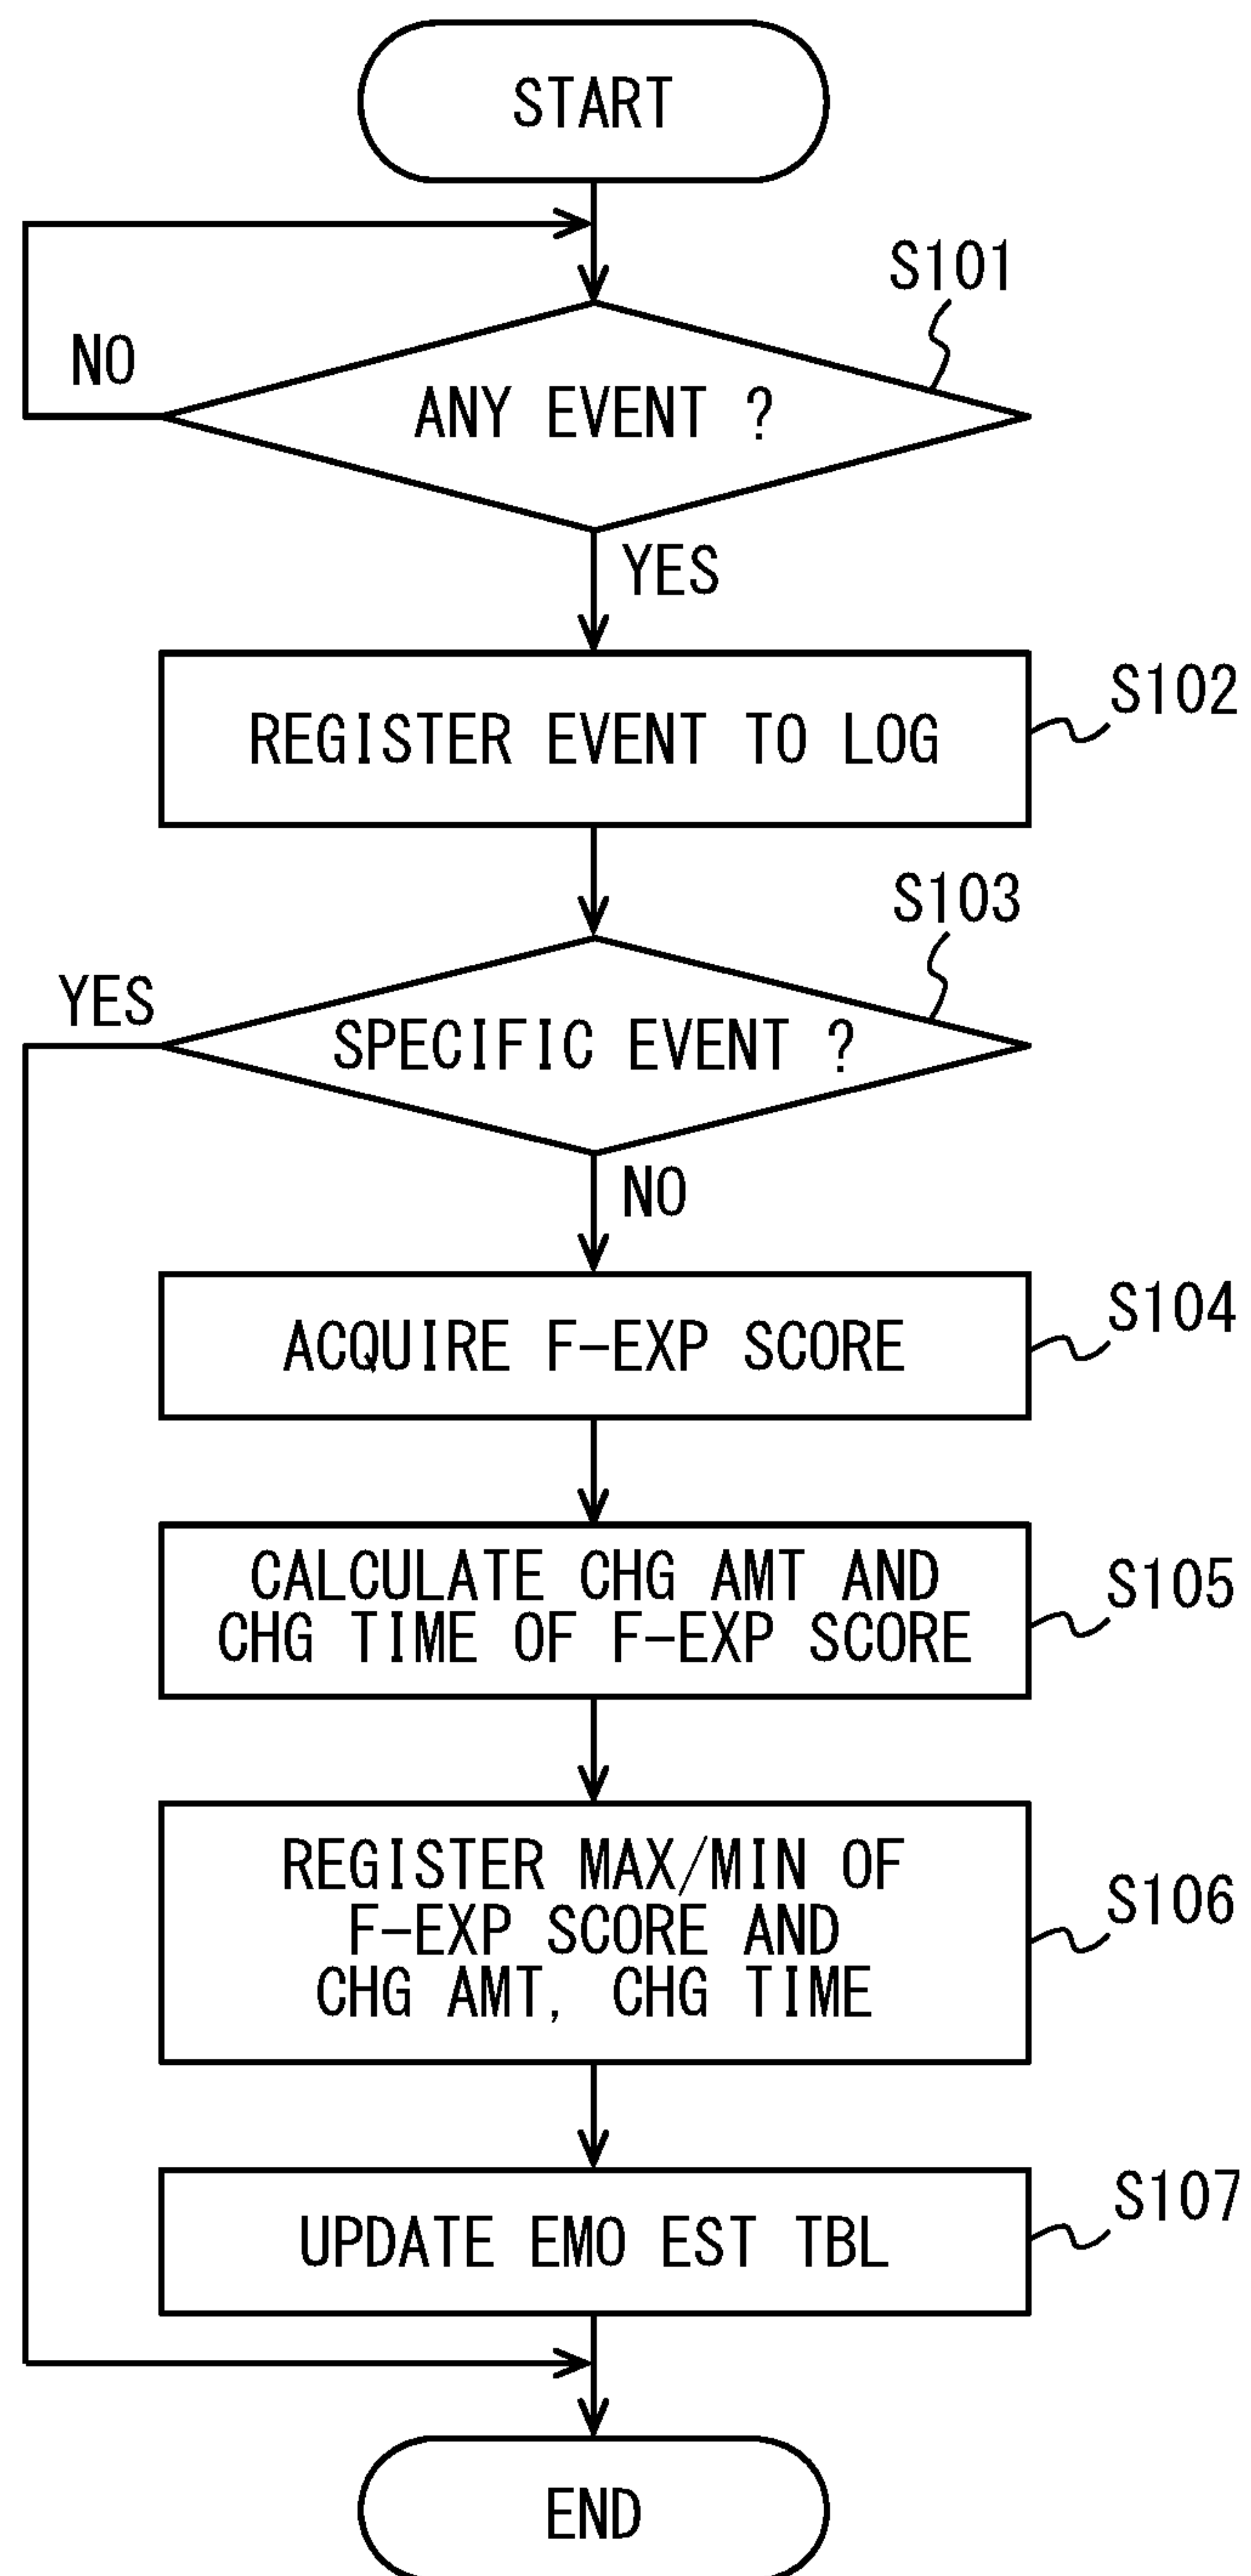 START
S101
NO
ANY EVENT ?
YES
S102
REGISTER EVENT TO LOG
S103
YES
SPECIFIC EVENT ?
NO
S104
ACQUIRE F-EXP SCORE
S105
CALCULATE CHG AMT AND
CHG TIME OF F-EXP SCORE
S106
REGISTER MAX/MIN OF
F-EXP SCORE AND
CHG AMT, CHG TIME
S107
UPDATE EMO EST TBL
END